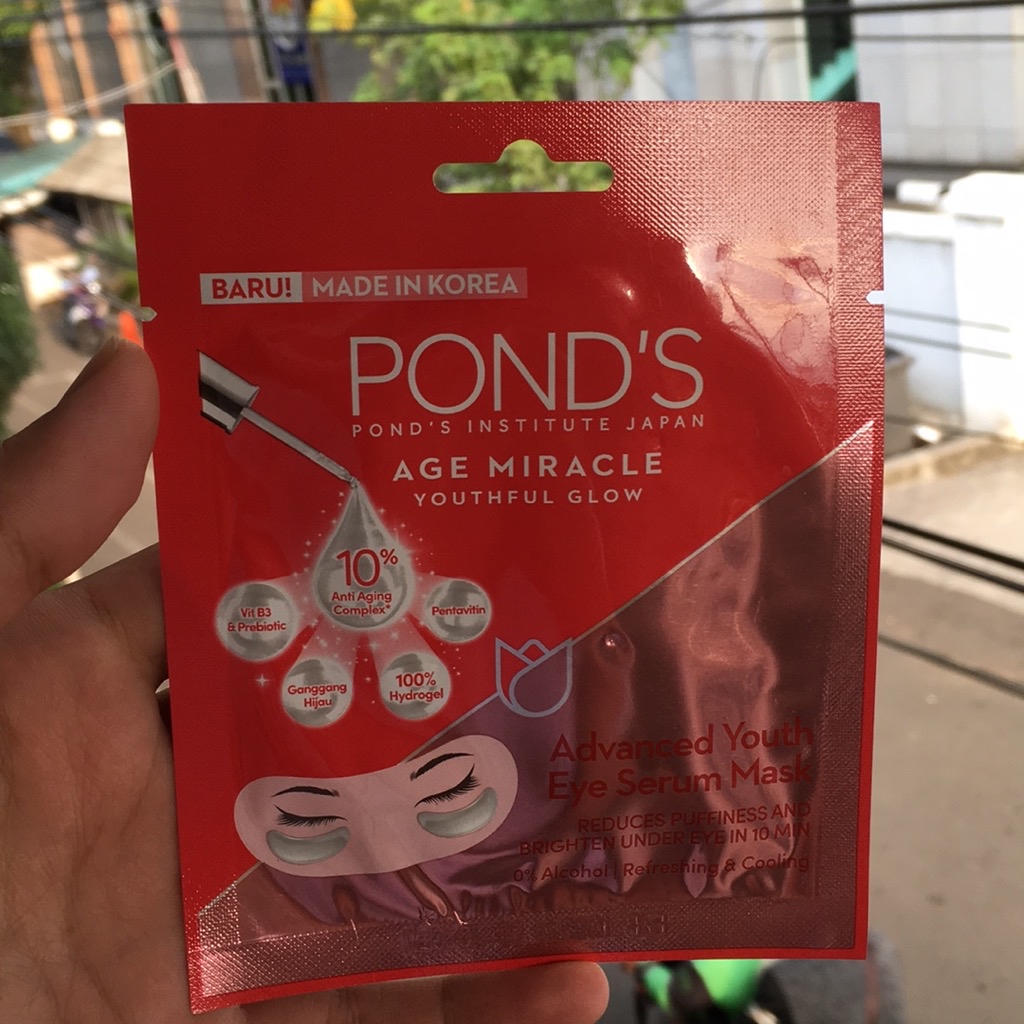 BARU! MADE IN KOREA
POND'S
POND'S INSTITUTE JAPAN
AGE MIRACLE
YOUTHFUL GLOW
10%
Anti Aging
Complex*
Vit B3
& Prebiotic
Pentavitin
Ganggang
Hijau
100%
Hydrogel
Advanced Youth
Eye Serum Mask
REDUCES PUFFINESS AND
BRIGHTEN UNDER EYE IN 10 MIN
0% Alcohol | Refreshing & Cooling